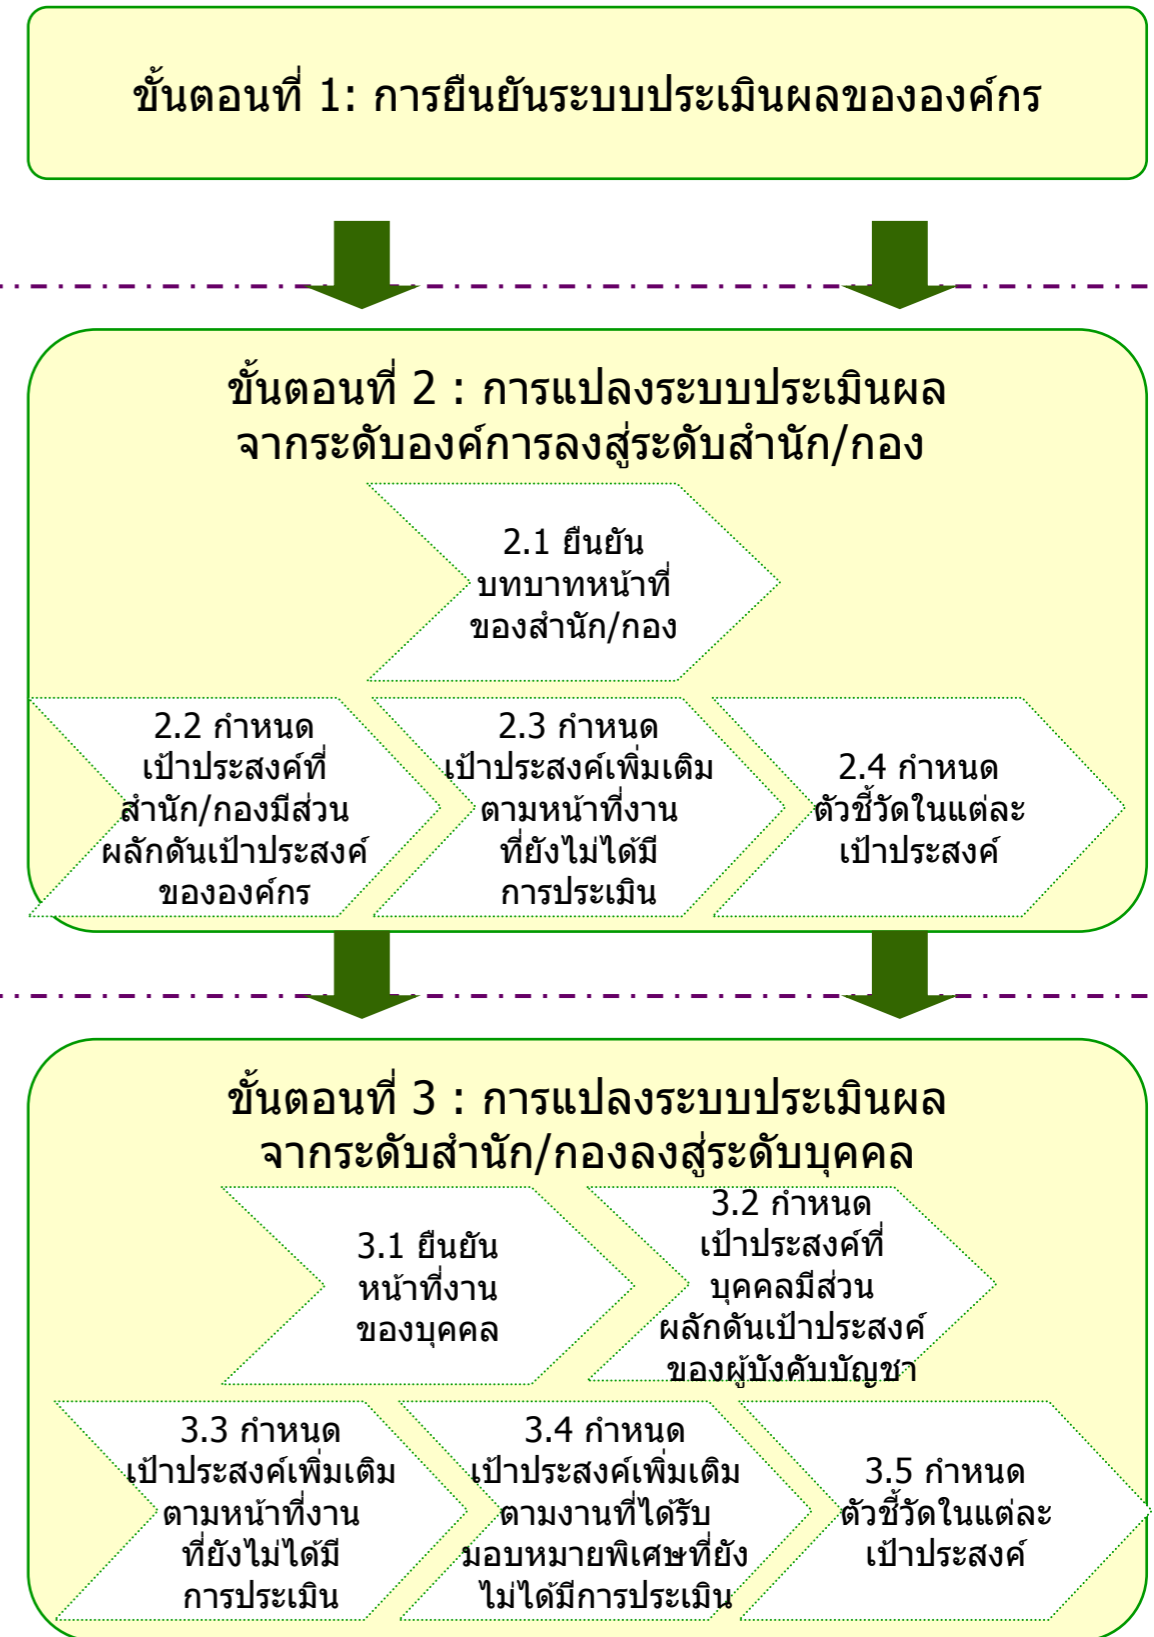 ขั้นตอนที่ 1: การยืนยันระบบประเมินผลขององค์กร
ขั้นตอนที่ 2 : การแปลงระบบประเมินผล
จากระดับองค์การลงสู่ระดับสำนัก/กอง
2.1 ยืนยัน
บทบาทหน้าที่
ของสำนัก/กอง
2.2 กำหนด
เป้าประสงค์ที่
สำนัก/กองมีส่วน
ผลักดันเป้าประสงค์
ขององค์กร
2.3 กำหนด
เป้าประสงค์เพิ่มเติม
ตามหน้าที่งาน
ที่ยังไม่ได้มี
การประเมิน
2.4 กำหนด
ตัวชี้วัดในแต่ละ
เป้าประสงค์
ขั้นตอนที่ 3 : การแปลงระบบประเมินผล
จากระดับสำนัก/กองลงสู่ระดับบุคคล
3.1 ยืนยัน
หน้าที่งาน
ของบุคคล
3.2 กำหนด
เป้าประสงค์ที่
บุคคลมีส่วน
ผลักดันเป้าประสงค์
ของผู้บังคับบัญชา
3.3 กำหนด
เป้าประสงค์เพิ่มเติม
ตามหน้าที่งาน
ที่ยังไม่ได้มี
การประเมิน
3.4 กำหนด
เป้าประสงค์เพิ่มเติม
ตามงานที่ได้รับ
มอบหมายพิเศษที่ยัง
ไม่ได้มีการประเมิน
3.5 กำหนด
ตัวชี้วัดในแต่ละ
เป้าประสงค์